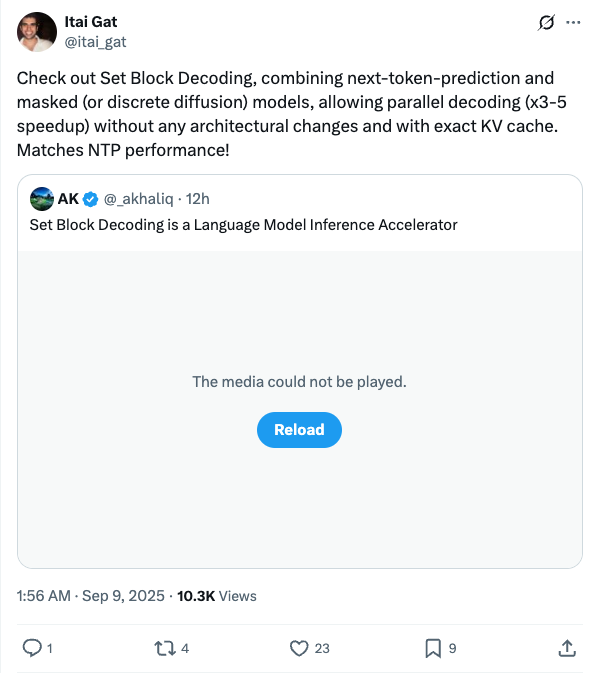 Itai Gat
@itai_gat
Check out Set Block Decoding, combining next-token-prediction and
masked (or discrete diffusion) models, allowing parallel decoding (x3-5
speedup) without any architectural changes and with exact KV cache.
Matches NTP performance!
AK @_akhaliq · 12h
Set Block Decoding is a Language Model Inference Accelerator
The media could not be played.
Reload
1:56 AM · Sep 9, 2025 · 10.3K Views
1 4 23 9